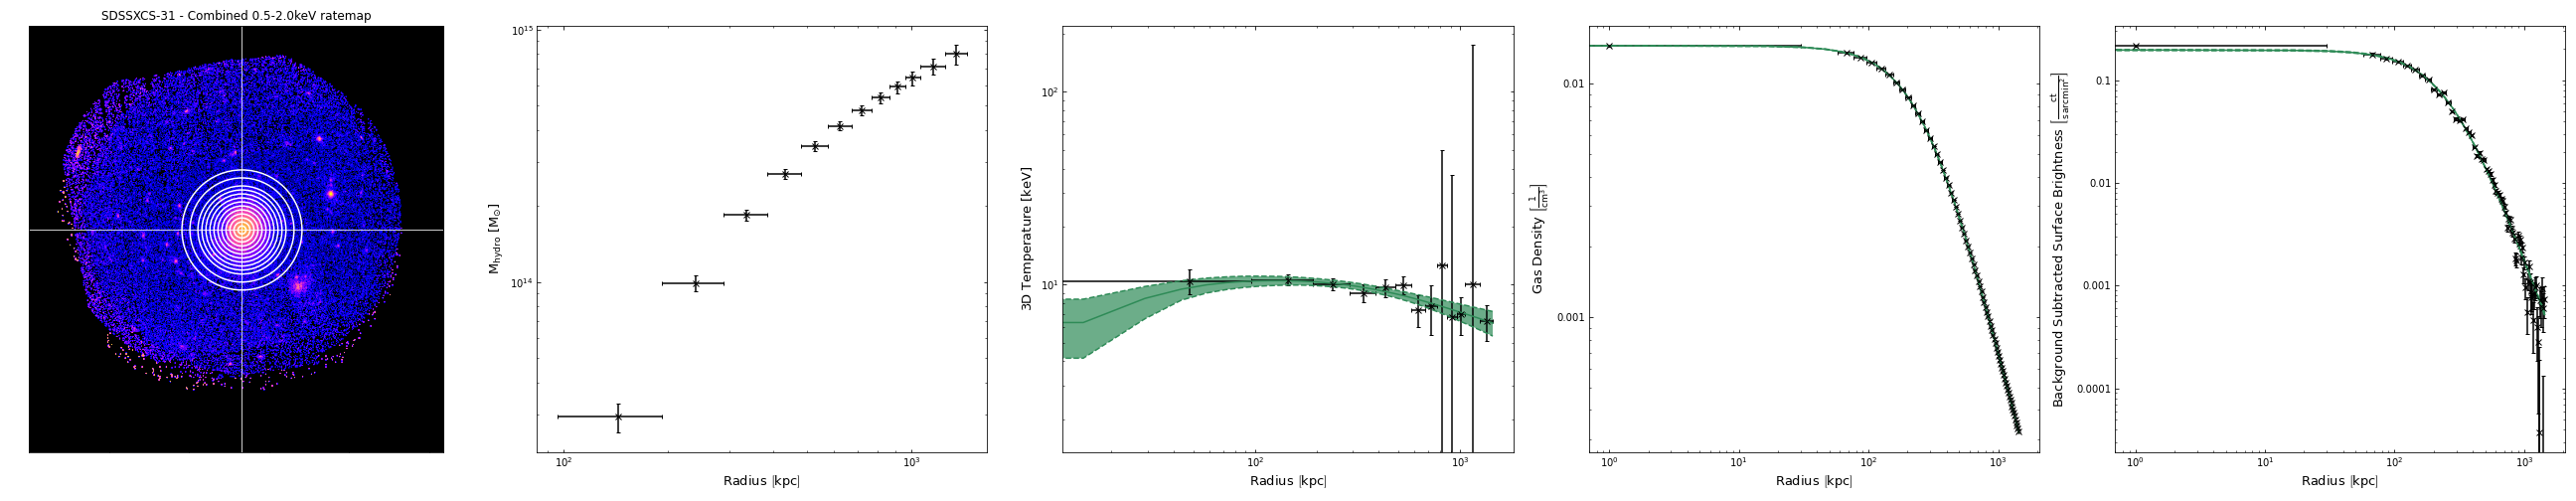 SDSSXCS-31 - Combined 0.5-2.0keV ratemap
M_hydro [M_⊙]
10^15
10^14
10^2
10^3
Radius [kpc]
3D Temperature [keV]
10^2
10^1
10^2
10^3
Radius [kpc]
Gas Density [1/cm^3]
0.01
0.001
10^0
10^1
10^2
10^3
Radius [kpc]
Background Subtracted Surface Brightness [ct/s arcmin^2]
0.1
0.01
0.001
0.0001
10^0
10^1
10^2
10^3
Radius [kpc]